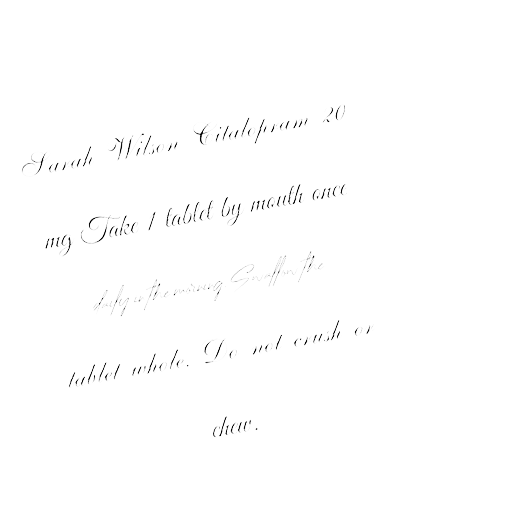 Sarah Wilson Citalopram 20
mg Take 1 tablet by mouth once
daily in the morning the
tablet whole. Do not crush or
chew.